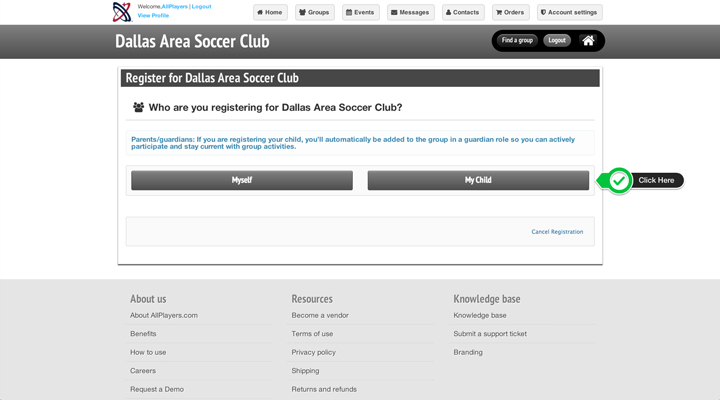 Welcome,AllPlayers | Logout
View Profile
Home
Groups
Events
Messages
Contacts
Orders
Account settings
Dallas Area Soccer Club
Find a group
Logout
Register for Dallas Area Soccer Club
Who are you registering for Dallas Area Soccer Club?
Parents/guardians: If you are registering your child, you'll automatically be added to the group in a guardian role so you can actively
participate and stay current with group activities.
Myself
My Child
Click Here
Cancel Registration
About us
Resources
Knowledge base
About AllPlayers.com
Become a vendor
Knowledge base
Benefits
Terms of use
Submit a support ticket
How to use
Privacy policy
Branding
Careers
Shipping
Request a Demo
Returns and refunds